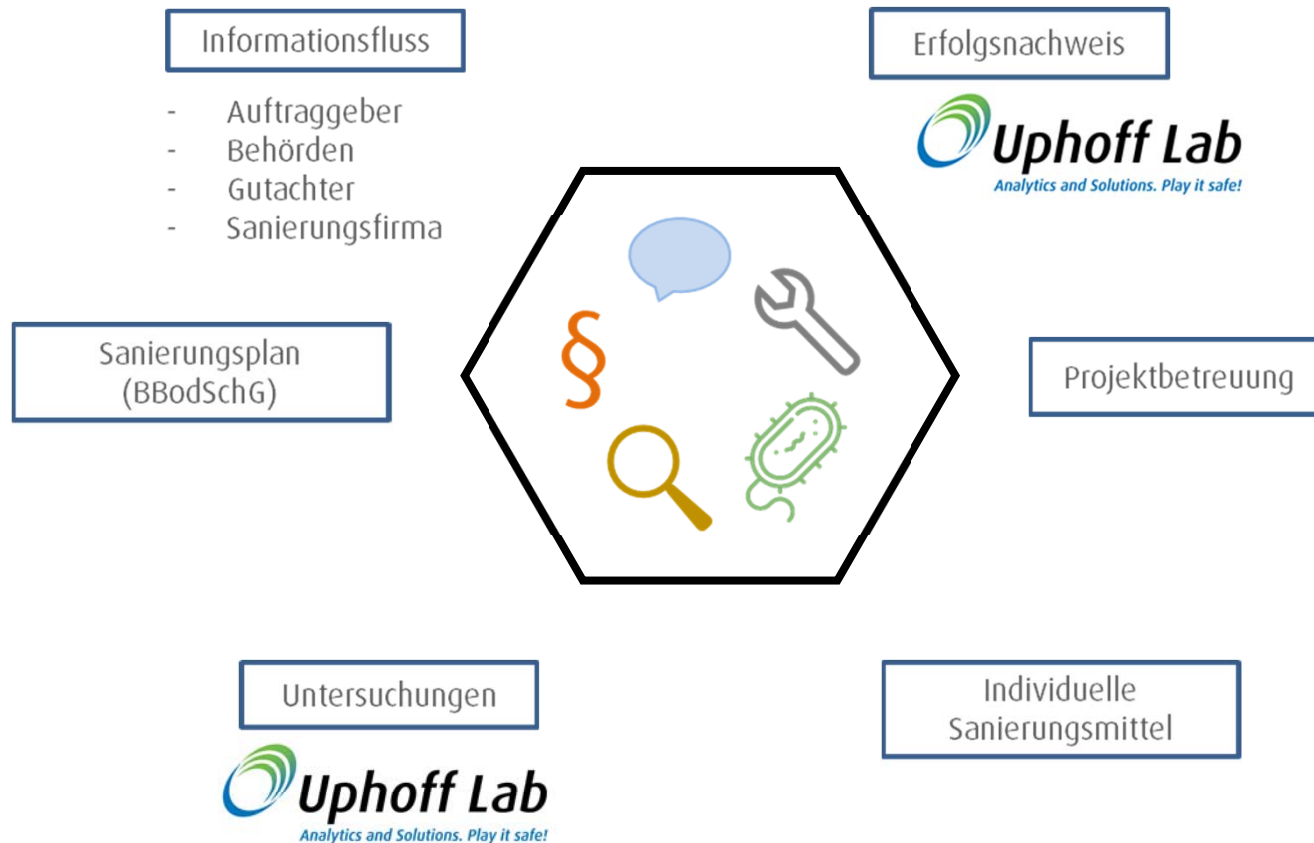 Informationsfluss
- Auftraggeber
- Behörden
- Gutachter
- Sanierungsfirma
Erfolgsnachweis
Uphoff Lab
Analytics and Solutions. Play it safe!
§
Sanierungsplan
(BBodSchG)
Projektbetreuung
Untersuchungen
Uphoff Lab
Analytics and Solutions. Play it safe!
Individuelle
Sanierungsmittel